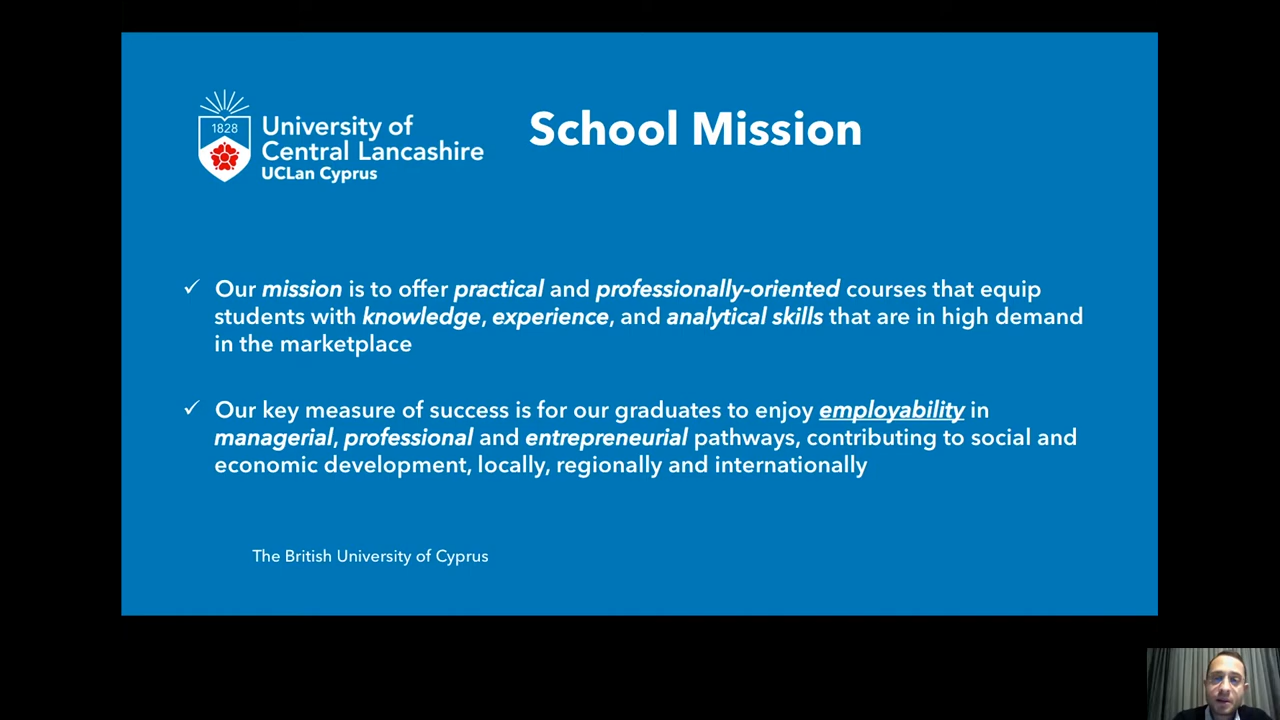 1828
University of
Central Lancashire
UCLan Cyprus
School Mission
✓ Our mission is to offer practical and professionally-oriented courses that equip
students with knowledge, experience, and analytical skills that are in high demand
in the marketplace
✓ Our key measure of success is for our graduates to enjoy employability in
managerial, professional and entrepreneurial pathways, contributing to social and
economic development, locally, regionally and internationally
The British University of Cyprus